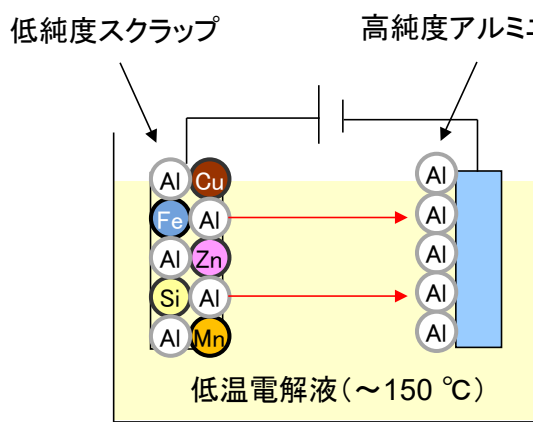 低純度スクラップ
高純度アルミニ
Al Cu
Fe Al
Al Zn
Si Al
Al Mn
Al
Al
Al
Al
Al
低温電解液(~150 ℃)